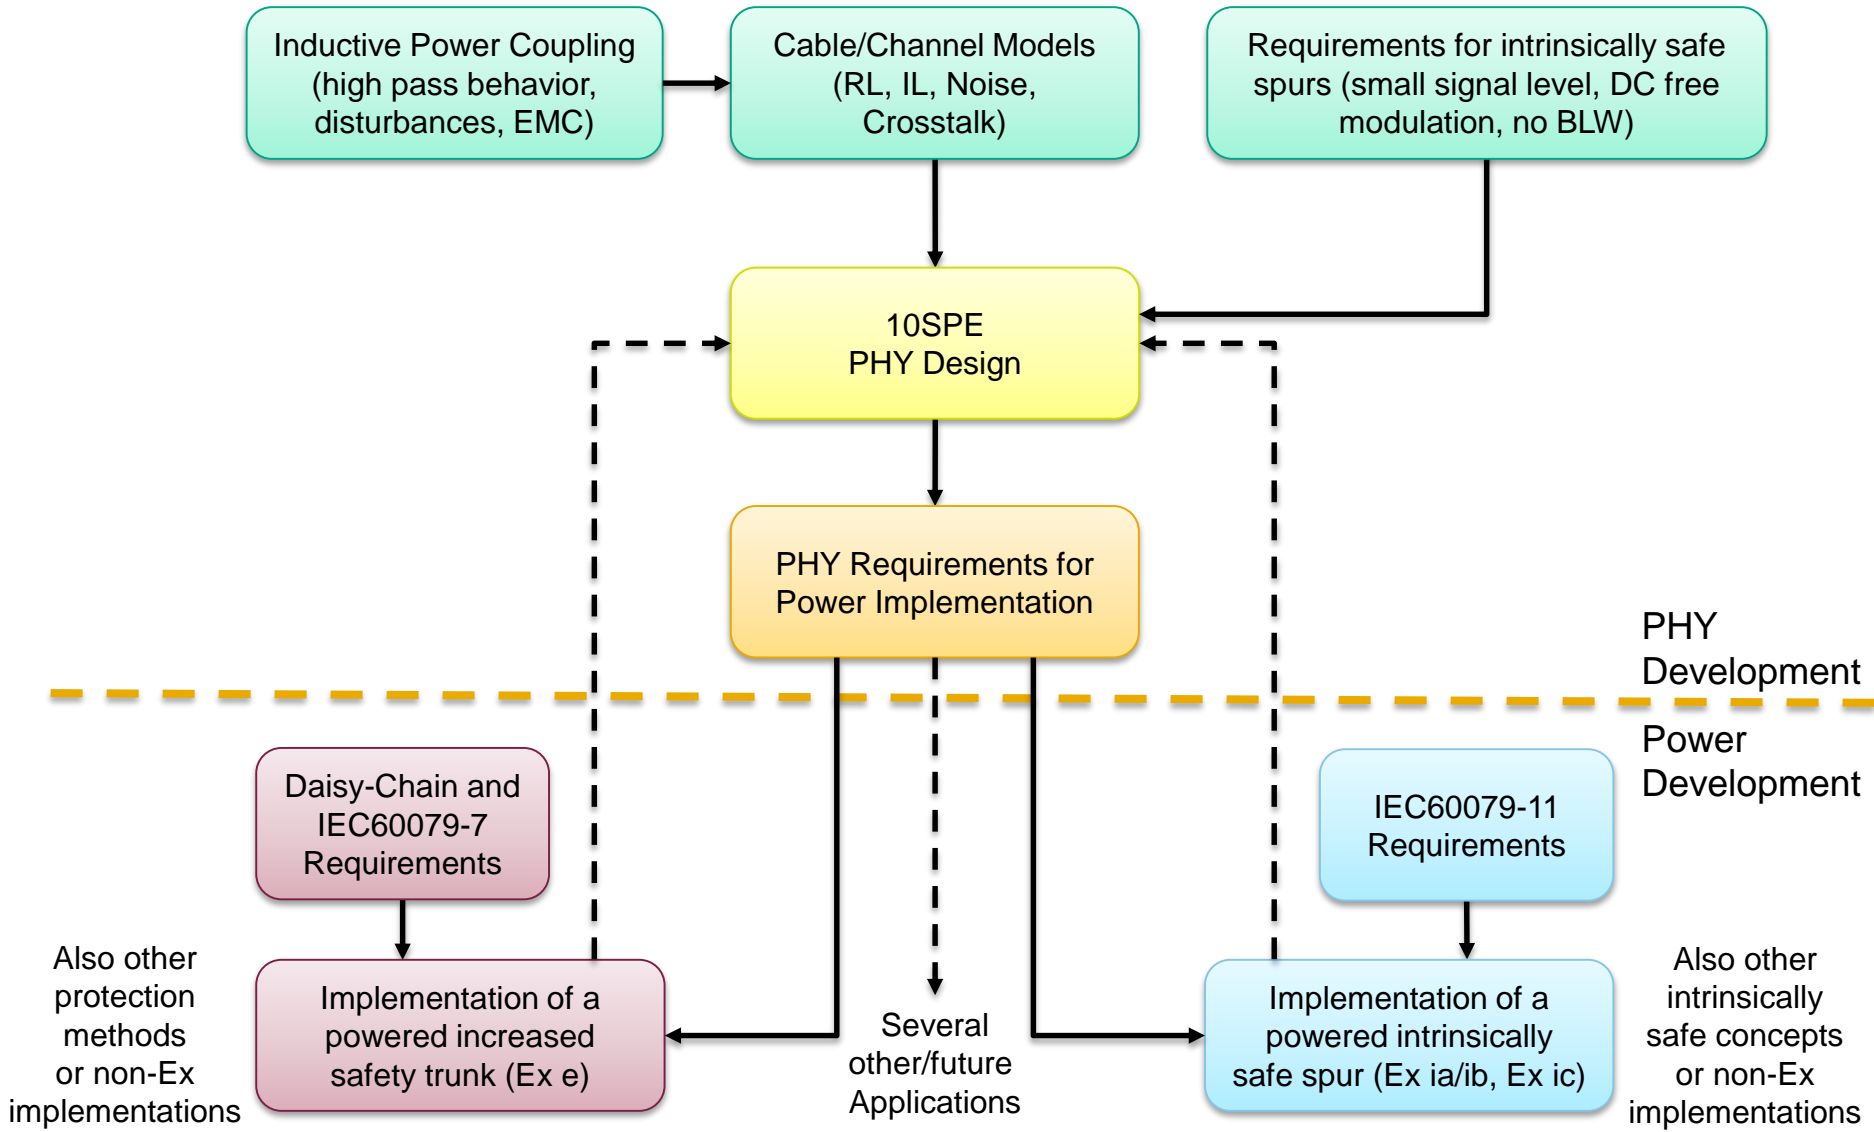 Inductive Power Coupling
(high pass behavior,
disturbances, EMC)
Cable/Channel Models
(RL, IL, Noise,
Crosstalk)
Requirements for intrinsically safe
spurs (small signal level, DC free
modulation, no BLW)
10SPE
PHY Design
PHY Requirements for
Power Implementation
PHY
Development
Power
Development
Daisy-Chain and
IEC60079-7
Requirements
IEC60079-11
Requirements
Also other
protection
methods
or non-Ex
implementations
Implementation of a
powered increased
safety trunk (Ex e)
Several
other/future
Applications
Implementation of a
powered intrinsically
safe spur (Ex ia/ib, Ex ic)
Also other
intrinsically
safe concepts
or non-Ex
implementations